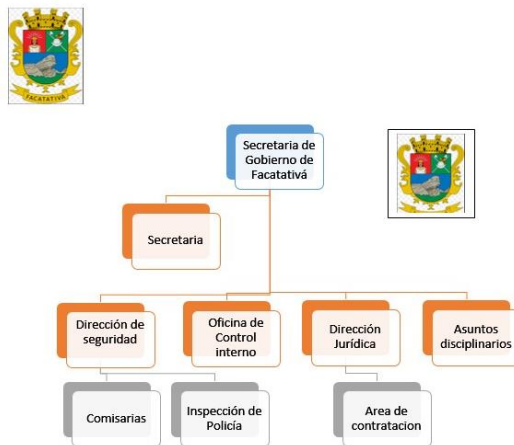 FACATATIVÁ
Secretaria de
Gobierno de
Facatativá
Secretaria
Dirección de
seguridad
Oficina de
Control
interno
Dirección
Jurídica
Asuntos
disciplinarios
Comisarias
Inspección de
Policía
Area de
contratacion